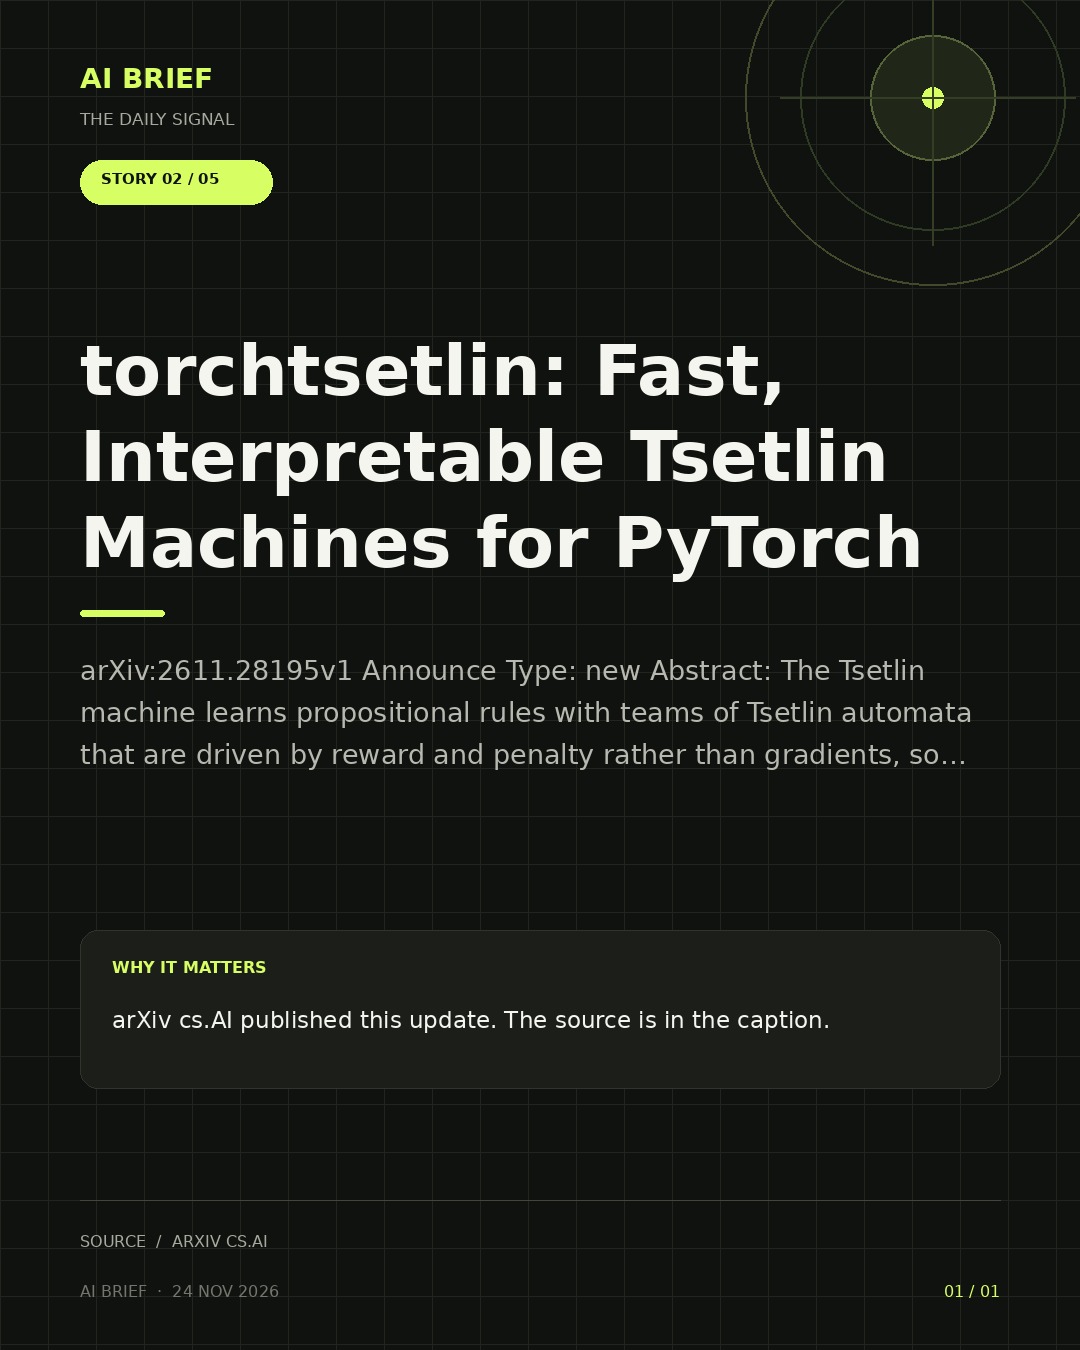 AI BRIEF
THE DAILY SIGNAL
STORY 02 / 05
torchtsetlin: Fast,
Interpretable Tsetlin
Machines for PyTorch
arXiv:2611.28195v1 Announce Type: new Abstract: The Tsetlin
machine learns propositional rules with teams of Tsetlin automata
that are driven by reward and penalty rather than gradients, so...
WHY IT MATTERS
arXiv cs.AI published this update. The source is in the caption.
SOURCE / ARXIV CS.AI
AI BRIEF · 24 NOV 2026
01 / 01